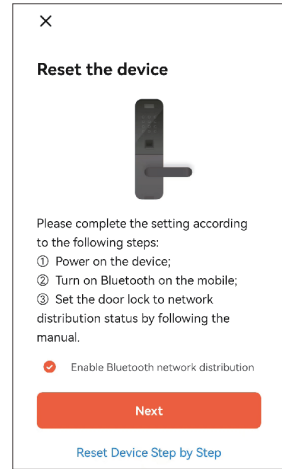 Reset the device
Please complete the setting according
to the following steps:
① Power on the device;
② Turn on Bluetooth on the mobile;
③ Set the door lock to network
distribution status by following the
manual.
Enable Bluetooth network distribution
Next
Reset Device Step by Step